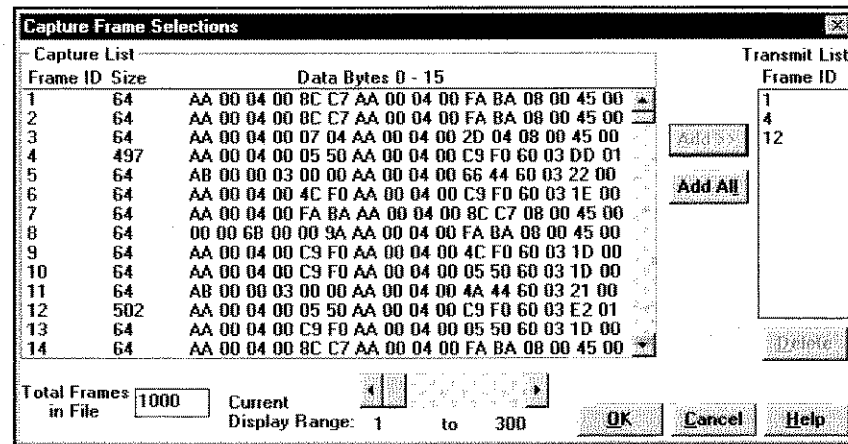 Capture Frame Selections
Capture List
Frame ID Size Data Bytes 0 - 15
1 64 AA 00 04 00 8C C7 AA 00 04 00 FA BA 08 00 45 00
2 64 AA 00 04 00 8C C7 AA 00 04 00 FA BA 08 00 45 00
3 64 AA 00 04 00 07 04 AA 00 04 00 2D 04 08 00 45 00
4 497 AA 00 04 00 05 50 AA 00 04 00 C9 F0 60 03 DD 01
5 64 AB 00 00 03 00 00 AA 00 04 00 66 44 60 03 22 00
6 64 AA 00 04 00 4C F0 AA 00 04 00 C9 F0 60 03 1E 00
7 64 AA 00 04 00 FA BA AA 00 04 00 8C C7 08 00 45 00
8 64 00 00 6B 00 00 9A AA 00 04 00 FA BA 08 00 45 00
9 64 AA 00 04 00 C9 F0 AA 00 04 00 4C F0 60 03 1D 00
10 64 AA 00 04 00 C9 F0 AA 00 04 00 05 50 60 03 1D 00
11 64 AB 00 00 03 00 00 AA 00 04 00 4A 44 60 03 21 00
12 502 AA 00 04 00 05 50 AA 00 04 00 C9 F0 60 03 E2 01
13 64 AA 00 04 00 C9 F0 AA 00 04 00 05 50 60 03 1D 00
14 64 AA 00 04 00 8C C7 AA 00 04 00 FA BA 08 00 45 00
Add All
Transmit List
Frame ID
1
4
12
Delete
Total Frames
in File
1000
Current
Display Range: 1 to 300
OK Cancel Help